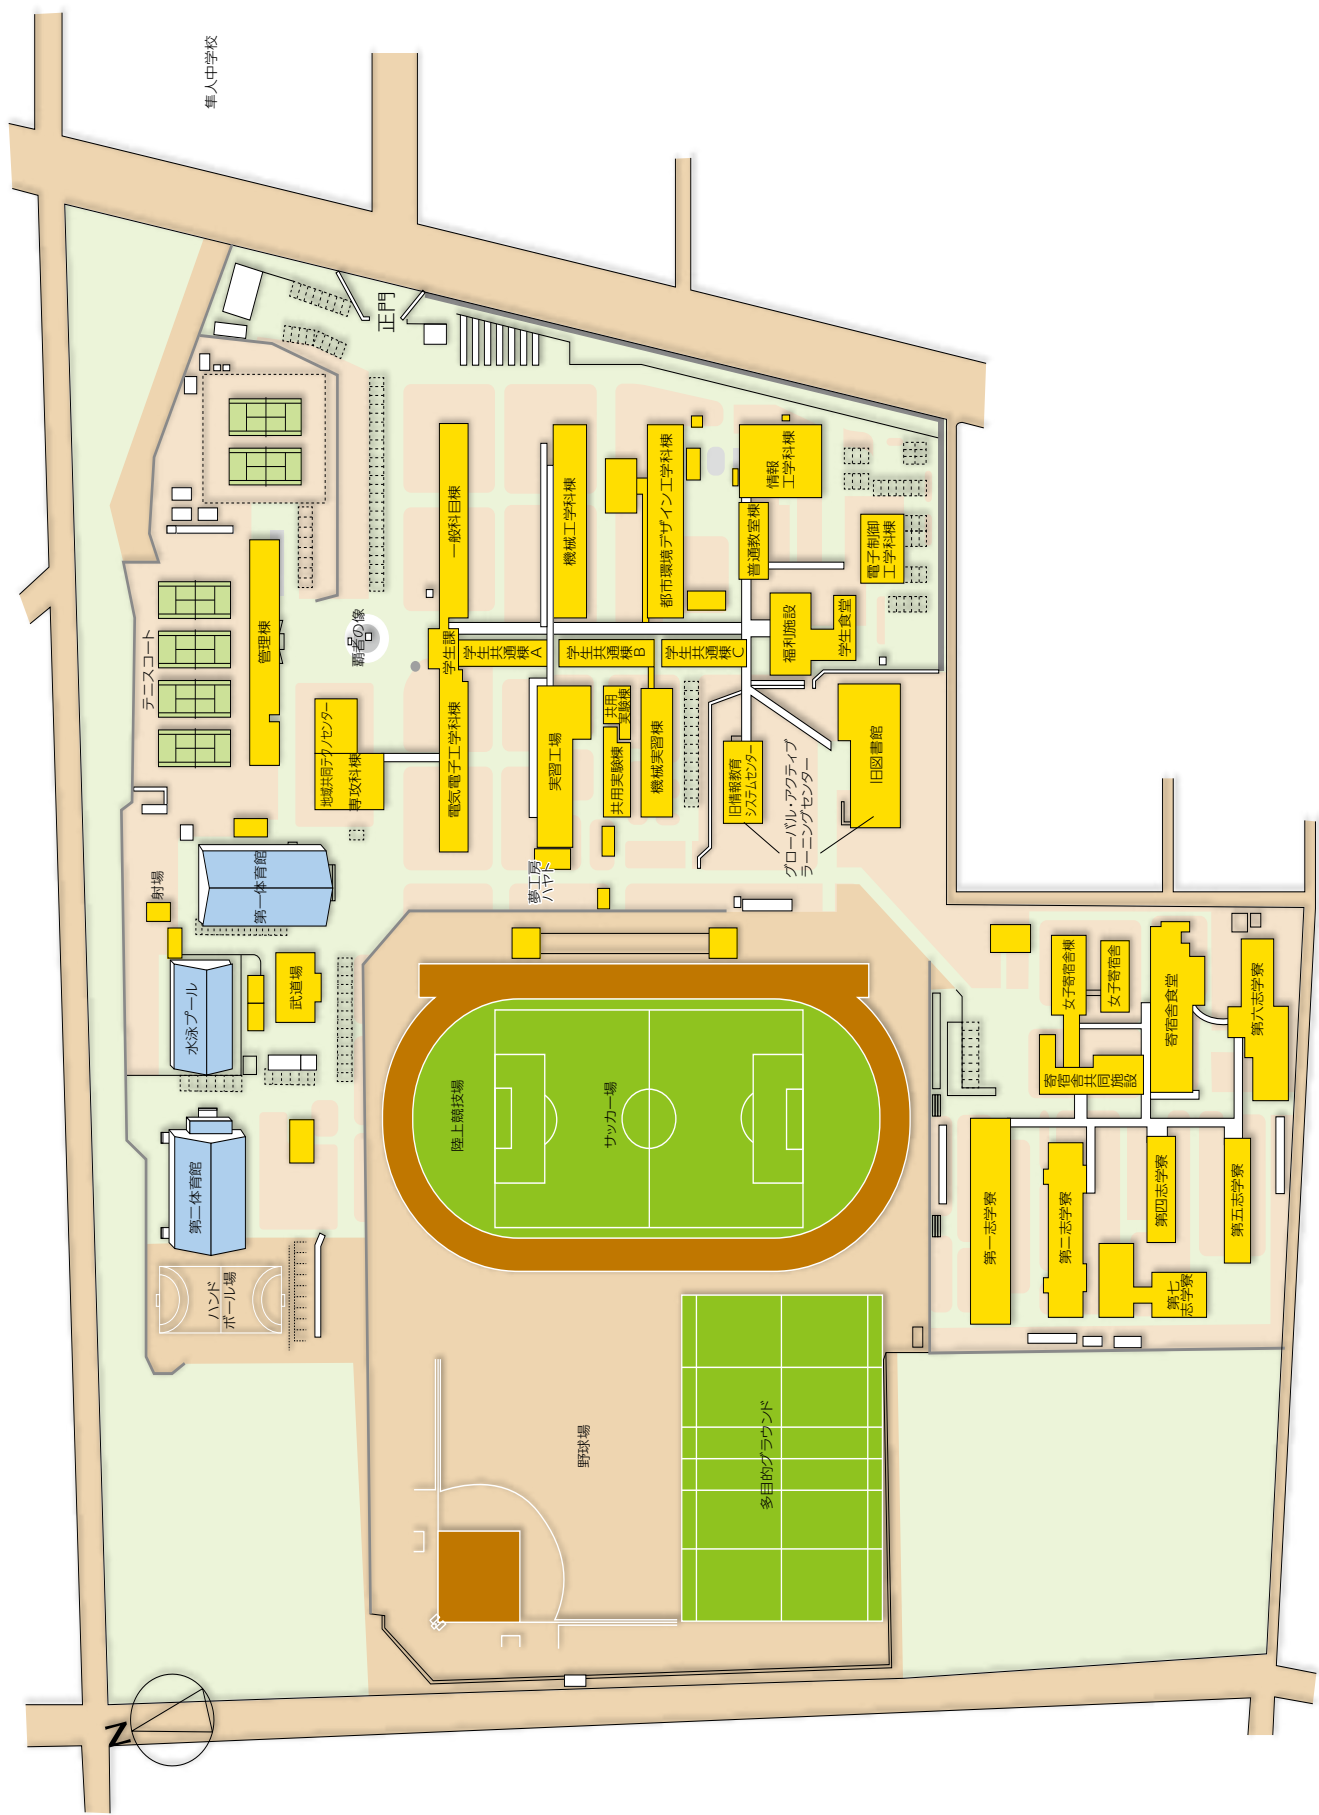 隼人中学校
正門
テニスコート
管理棟
覇者の像
一般科目棟
機械工学科棟
都市環境デザイン工学科棟
情報
工学科棟
普通教室棟
電子制御
工学科棟
学生課
学生共通棟A
学生共通棟B
学生共通棟C
福利施設
学生食堂
地域共同テクノセンター
専攻科棟
電気電子工学科棟
実習工場
共用
実験棟
共用実験棟
機械実習棟
旧情報教育
システムセンター
グローバル・アクティブ
ラーニングセンター
旧図書館
夢工房
ハヤト
射場
第一体育館
水泳プール
武道場
第二体育館
ハンド
ボール場
陸上競技場
サッカー場
野球場
多目的グラウンド
女子寄宿舎棟
女子寄宿舎
寄宿舎食堂
第六志学寮
寄宿舎共同施設
第一志学寮
第二志学寮
第四志学寮
第五志学寮
第七
志学寮
N